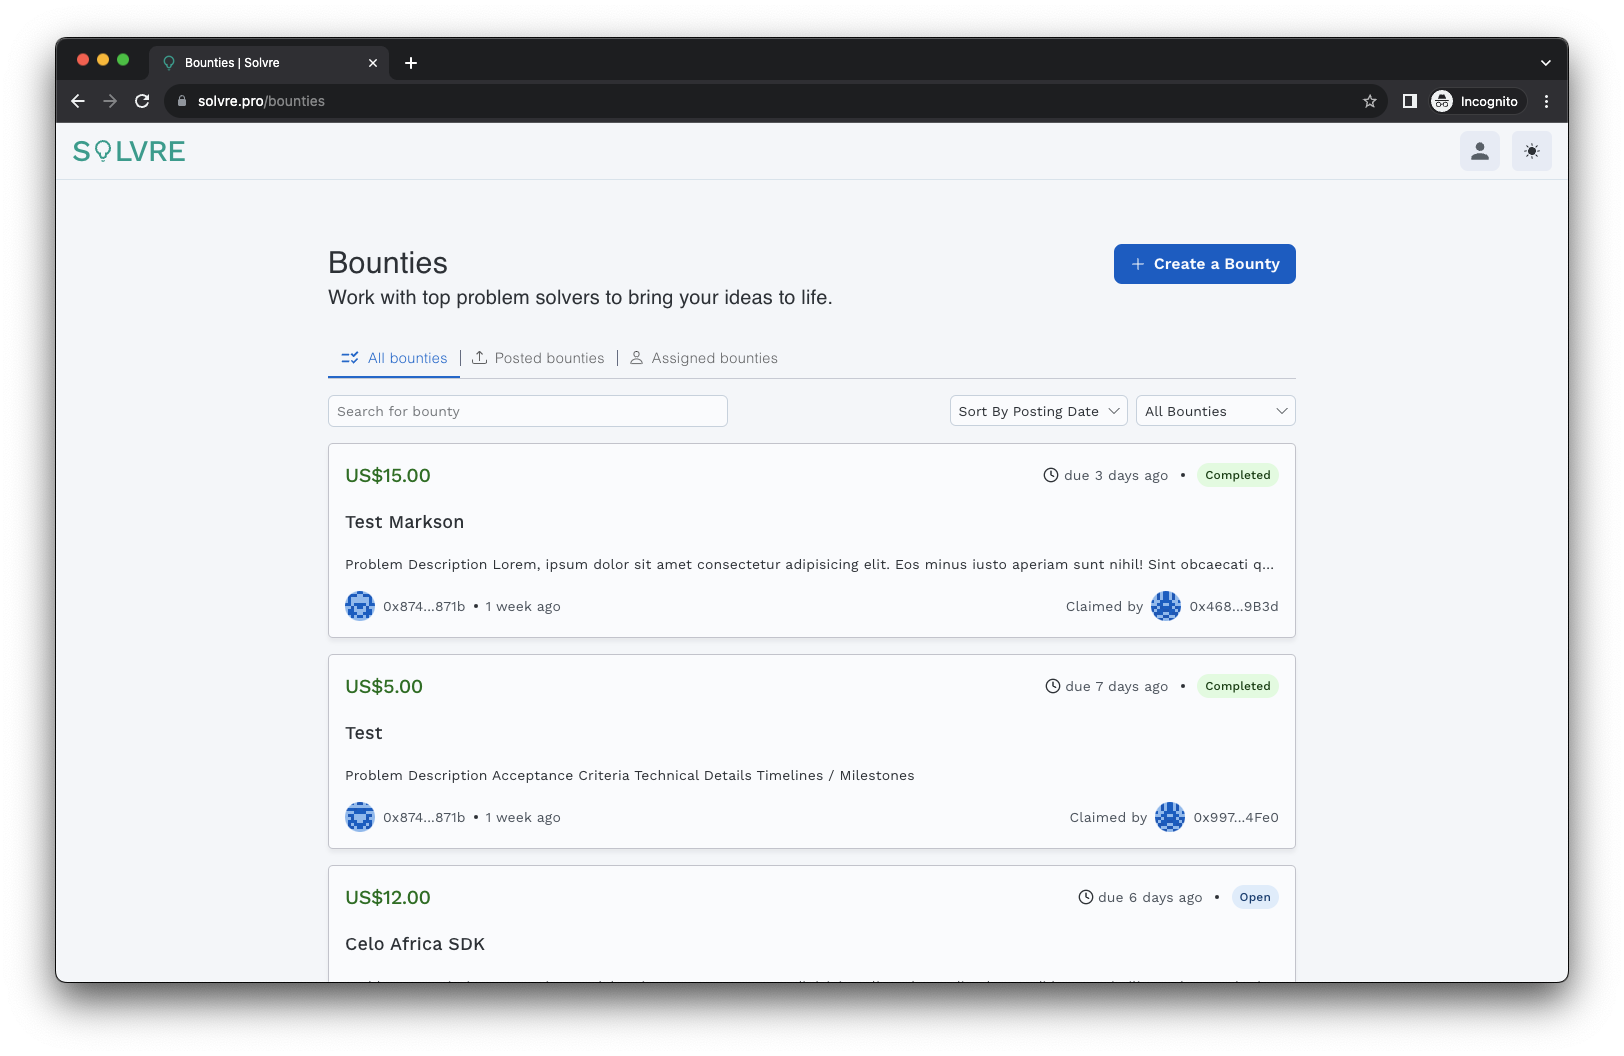 Bounties | Solvre
solvre.pro/bounties
Incognito
SOLVRE
Bounties
Create a Bounty
Work with top problem solvers to bring your ideas to life.
All bounties
Posted bounties
Assigned bounties
Search for bounty
Sort By Posting Date
All Bounties
US$15.00
due 3 days ago • Completed
Test Markson
Problem Description Lorem, ipsum dolor sit amet consectetur adipisicing elit. Eos minus iusto aperiam sunt nihil! Sint obcaecati q...
0x874...871b • 1 week ago
Claimed by 0x468...9B3d
US$5.00
due 7 days ago • Completed
Test
Problem Description Acceptance Criteria Technical Details Timelines / Milestones
0x874...871b • 1 week ago
Claimed by 0x997...4Fe0
US$12.00
due 6 days ago • Open
Celo Africa SDK